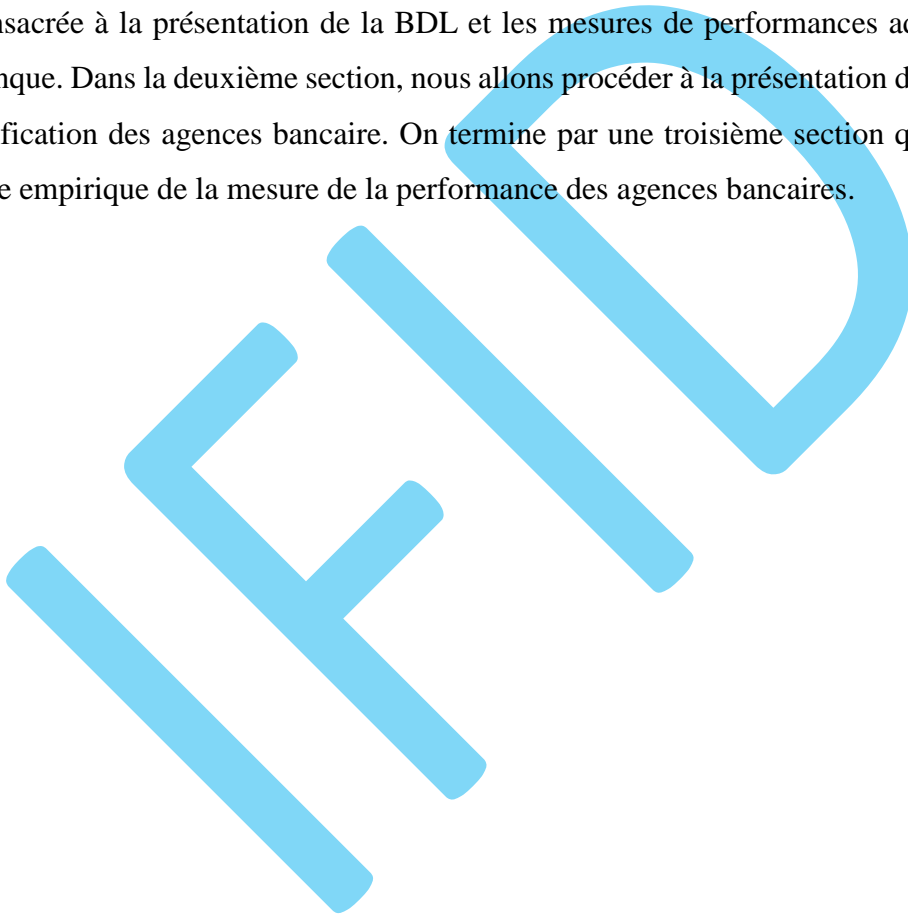 nsacrée à la présentation de la BDL et les mesures de performances ac
nque. Dans la deuxième section, nous allons procéder à la présentation d
ification des agences bancaire. On termine par une troisième section q
e empirique de la mesure de la performance des agences bancaires.
IFID